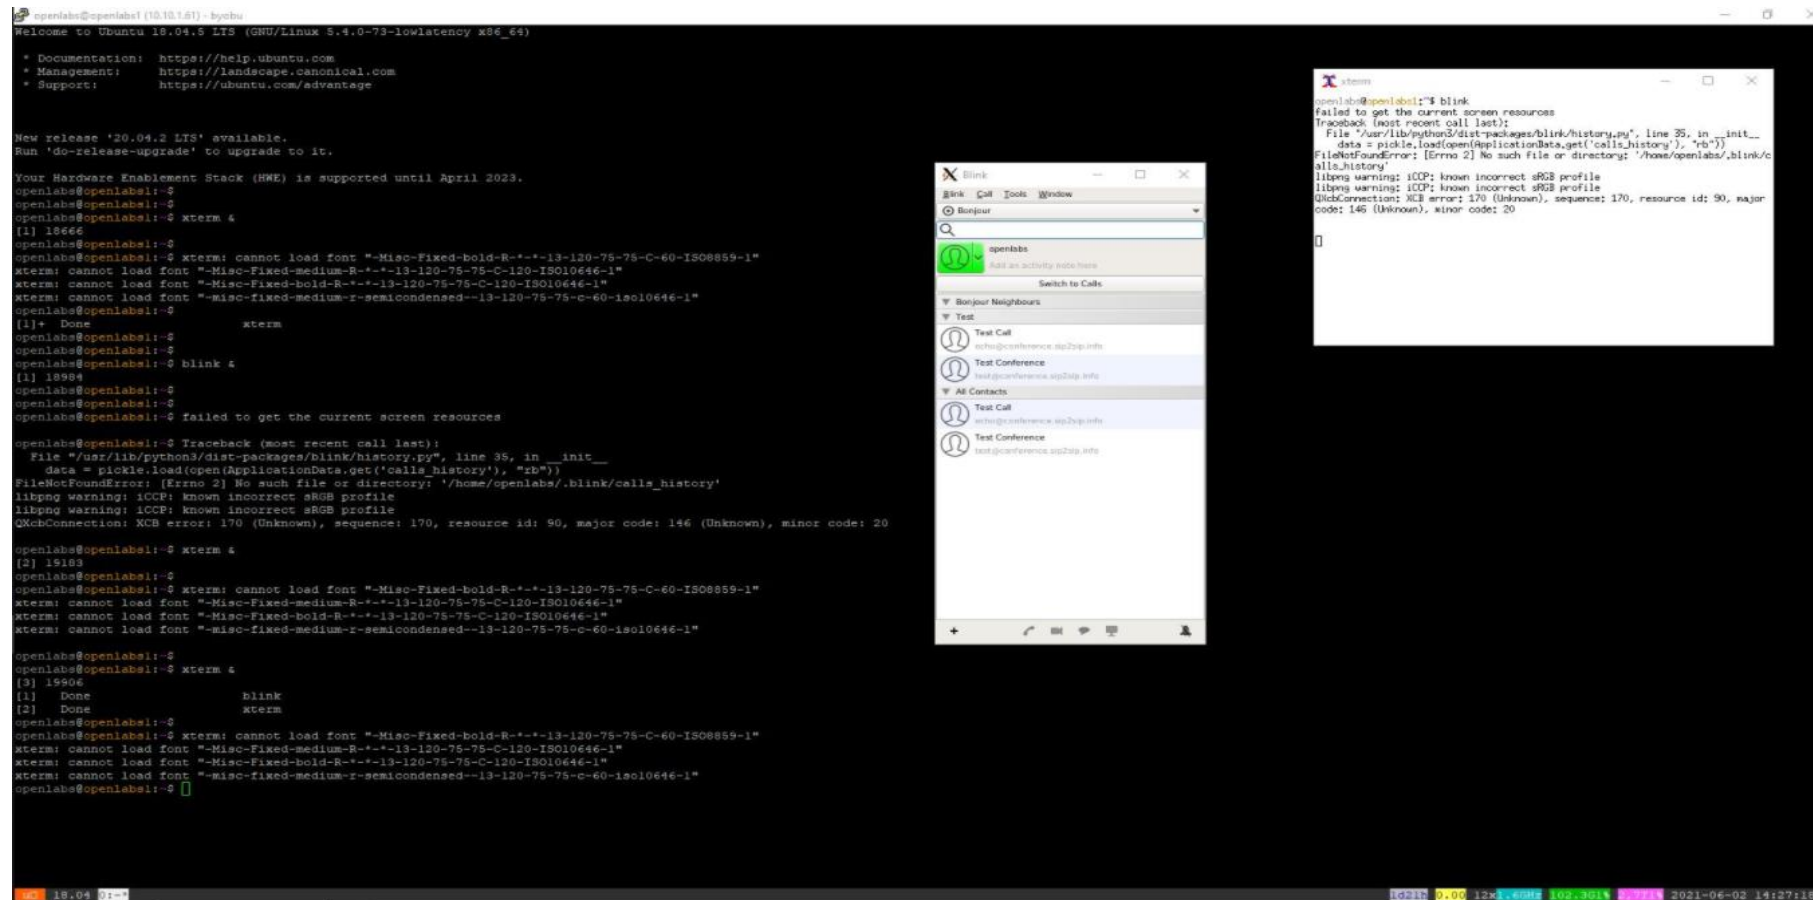 openlabs@openlabs1 (10.10.1.61) - byobu
Welcome to Ubuntu 18.04.5 LTS (GNU/Linux 5.4.0-73-lowlatency x86_64)
* Documentation: https://help.ubuntu.com
* Management: https://landscape.canonical.com
* Support: https://ubuntu.com/advantage
New release '20.04.2 LTS' available.
Run 'do-release-upgrade' to upgrade to it.
Your Hardware Enablement Stack (HWE) is supported until April 2023.
openlabs@openlabs1:~$
openlabs@openlabs1:~$
openlabs@openlabs1:~$ xterm &
[1] 18666
openlabs@openlabs1:~$
openlabs@openlabs1:~$ xterm: cannot load font "-Misc-Fixed-bold-R-*-*-13-120-75-75-C-60-ISO8859-1"
xterm: cannot load font "-Misc-Fixed-medium-R-*-*-13-120-75-75-C-120-ISO10646-1"
xterm: cannot load font "-Misc-Fixed-bold-R-*-*-13-120-75-75-C-120-ISO10646-1"
xterm: cannot load font "-misc-fixed-medium-r-semicondensed--13-120-75-75-c-60-iso10646-1"
openlabs@openlabs1:~$
[1]+ Done xterm
openlabs@openlabs1:~$
openlabs@openlabs1:~$
openlabs@openlabs1:~$ blink &
[1] 18984
openlabs@openlabs1:~$
openlabs@openlabs1:~$
openlabs@openlabs1:~$ failed to get the current screen resources
openlabs@openlabs1:~$ Traceback (most recent call last):
File "/usr/lib/python3/dist-packages/blink/history.py", line 35, in __init__
data = pickle.load(open(ApplicationData.get('calls_history'), "rb"))
FileNotFoundError: [Errno 2] No such file or directory: '/home/openlabs/.blink/calls_history'
libpng warning: iCCP: known incorrect sRGB profile
libpng warning: iCCP: known incorrect sRGB profile
QXcbConnection: XCB error: 170 (Unknown), sequence: 170, resource id: 90, major code: 146 (Unknown), minor code: 20
openlabs@openlabs1:~$ xterm &
[2] 19183
openlabs@openlabs1:~$
openlabs@openlabs1:~$ xterm: cannot load font "-Misc-Fixed-bold-R-*-*-13-120-75-75-C-60-ISO8859-1"
xterm: cannot load font "-Misc-Fixed-medium-R-*-*-13-120-75-75-C-120-ISO10646-1"
xterm: cannot load font "-Misc-Fixed-bold-R-*-*-13-120-75-75-C-120-ISO10646-1"
xterm: cannot load font "-misc-fixed-medium-r-semicondensed--13-120-75-75-c-60-iso10646-1"
openlabs@openlabs1:~$
openlabs@openlabs1:~$ xterm &
[3] 19906
[1] Done blink
[2] Done xterm
openlabs@openlabs1:~$
openlabs@openlabs1:~$ xterm: cannot load font "-Misc-Fixed-bold-R-*-*-13-120-75-75-C-60-ISO8859-1"
xterm: cannot load font "-Misc-Fixed-medium-R-*-*-13-120-75-75-C-120-ISO10646-1"
xterm: cannot load font "-Misc-Fixed-bold-R-*-*-13-120-75-75-C-120-ISO10646-1"
xterm: cannot load font "-misc-fixed-medium-r-semicondensed--13-120-75-75-c-60-iso10646-1"
openlabs@openlabs1:~$
Blink
Blink Call Tools Window
Bonjour
openlabs
Add an activity note here
Switch to Calls
Bonjour Neighbours
Test
Test Call
echo@conference.sip2sip.info
Test Conference
test@conference.sip2sip.info
All Contacts
Test Call
echo@conference.sip2sip.info
Test Conference
test@conference.sip2sip.info
xterm
openlabs@openlabs1:~$ blink
failed to get the current screen resources
Traceback (most recent call last):
File "/usr/lib/python3/dist-packages/blink/history.py", line 35, in __init__
data = pickle.load(open(ApplicationData.get('calls_history'), "rb"))
FileNotFoundError: [Errno 2] No such file or directory: '/home/openlabs/.blink/c
alls_history'
libpng warning: iCCP: known incorrect sRGB profile
libpng warning: iCCP: known incorrect sRGB profile
QXcbConnection: XCB error: 170 (Unknown), sequence: 170, resource id: 90, major
code: 146 (Unknown), minor code: 20
18.04 0:-* 1d21h 0.00 12x1.6GHz 2021-06-02 14:27:18